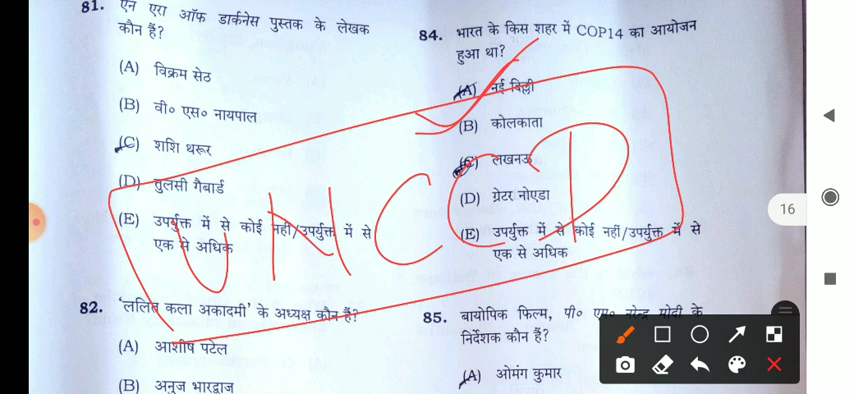 81. एन एरा ऑफ डार्कनेस पुस्तक के लेखक
कौन हैं?
(A) विक्रम सेठ
(B) वी० एस० नायपाल
(C) शशि थरूर
(D) तुलसी गैबार्ड
(E) उपर्युक्त में से कोई नहीं/उपर्युक्त में से
एक से अधिक
82. 'ललित कला अकादमी' के अध्यक्ष कौन हैं?
(A) आशीष पटेल
(B) अनुज भारद्वाज
84. भारत के किस शहर में COP14 का आयोजन
हुआ था?
(A) नई दिल्ली
(B) कोलकाता
(C) लखनऊ
(D) ग्रेटर नोएडा
(E) उपर्युक्त में से कोई नहीं/उपर्युक्त में से
एक से अधिक
85. बायोपिक फिल्म, पी० एम० नरेन्द्र मोदी के
निर्देशक कौन हैं?
(A) ओमंग कुमार
UNCCD
16